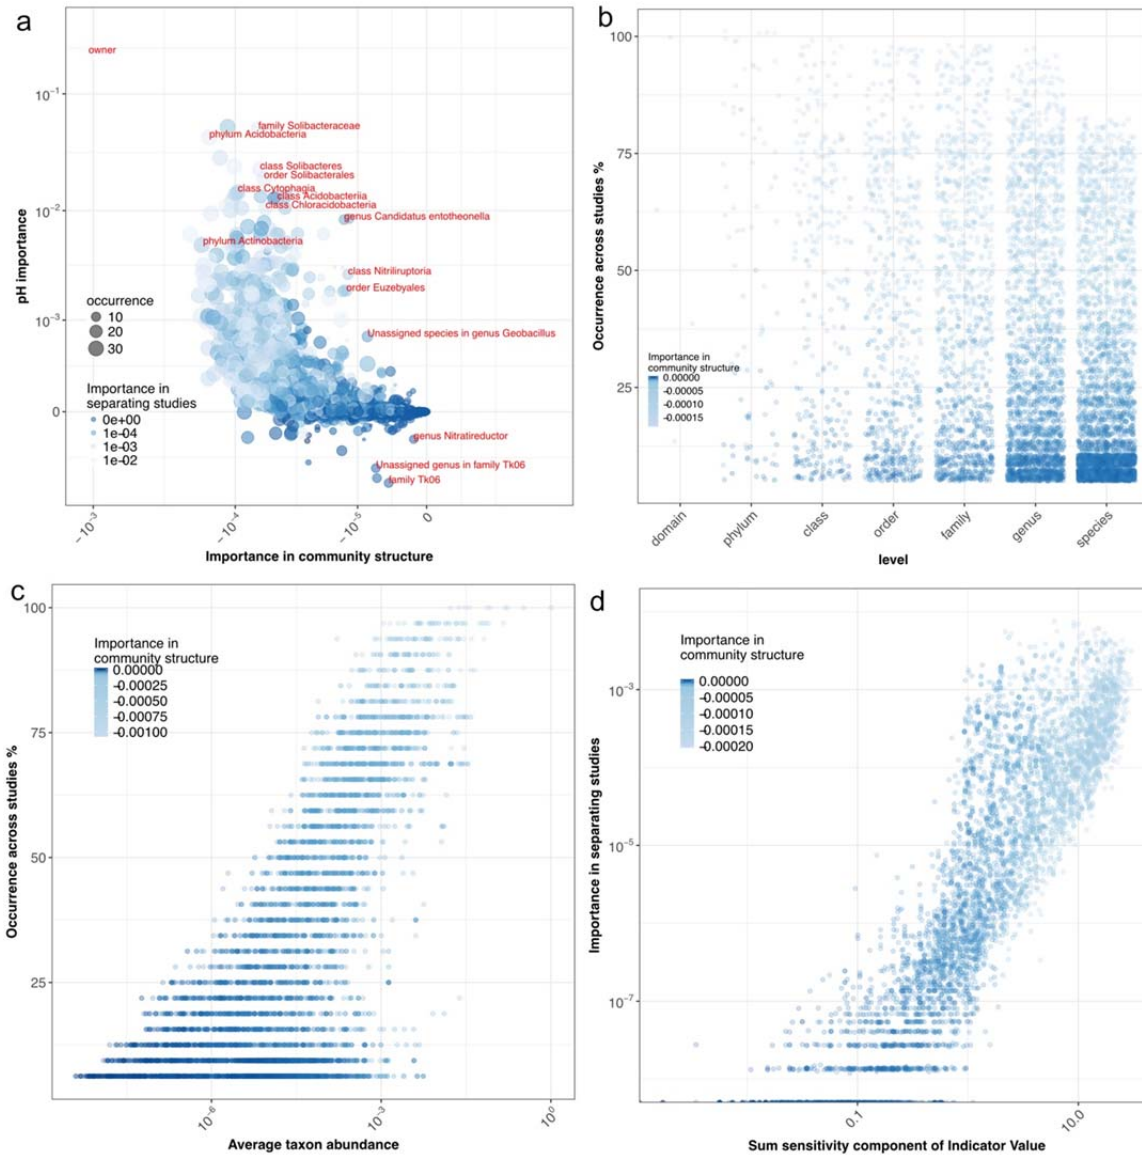 a
owner
10⁻¹
family Solibacteraceae
phylum Acidobacteria
class Solibacteres
order Solibacterales
class Cytophagia
class Acidobacteriia
class Chloracidobacteria
10⁻²
genus Candidatus entotheonella
phylum Actinobacteria
class Nitriliruptoria
order Euzebyales
pH importance
occurrence
10
20
30
10⁻³
Unassigned species in genus Geobacillus
Importance in
separating studies
0e+00
1e-04
1e-03
1e-02
0
genus Nitratireductor
Unassigned genus in family Tk06
family Tk06
−10⁻³
−10⁻⁴
−10⁻⁵
0
Importance in community structure
b
100
75
50
25
Occurrence across studies %
Importance in
community structure
0.00000
-0.00005
-0.00010
-0.00015
domain
phylum
class
order
family
genus
species
level
c
100
75
50
25
Occurrence across studies %
Importance in
community structure
0.00000
-0.00025
-0.00050
-0.00075
-0.00100
10⁻⁶
10⁻³
10⁻⁰
Average taxon abundance
d
Importance in
community structure
0.00000
-0.00005
-0.00010
-0.00015
-0.00020
10⁻³
10⁻⁵
10⁻⁷
Importance in separating studies
0.1
10.0
Sum sensitivity component of Indicator Value